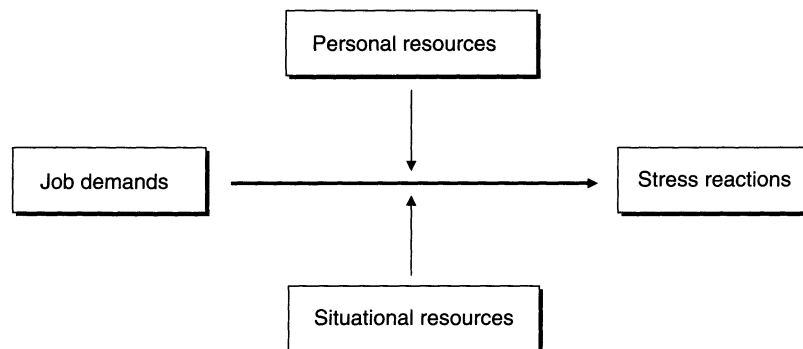 Personal resources
Job demands
Stress reactions
Situational resources